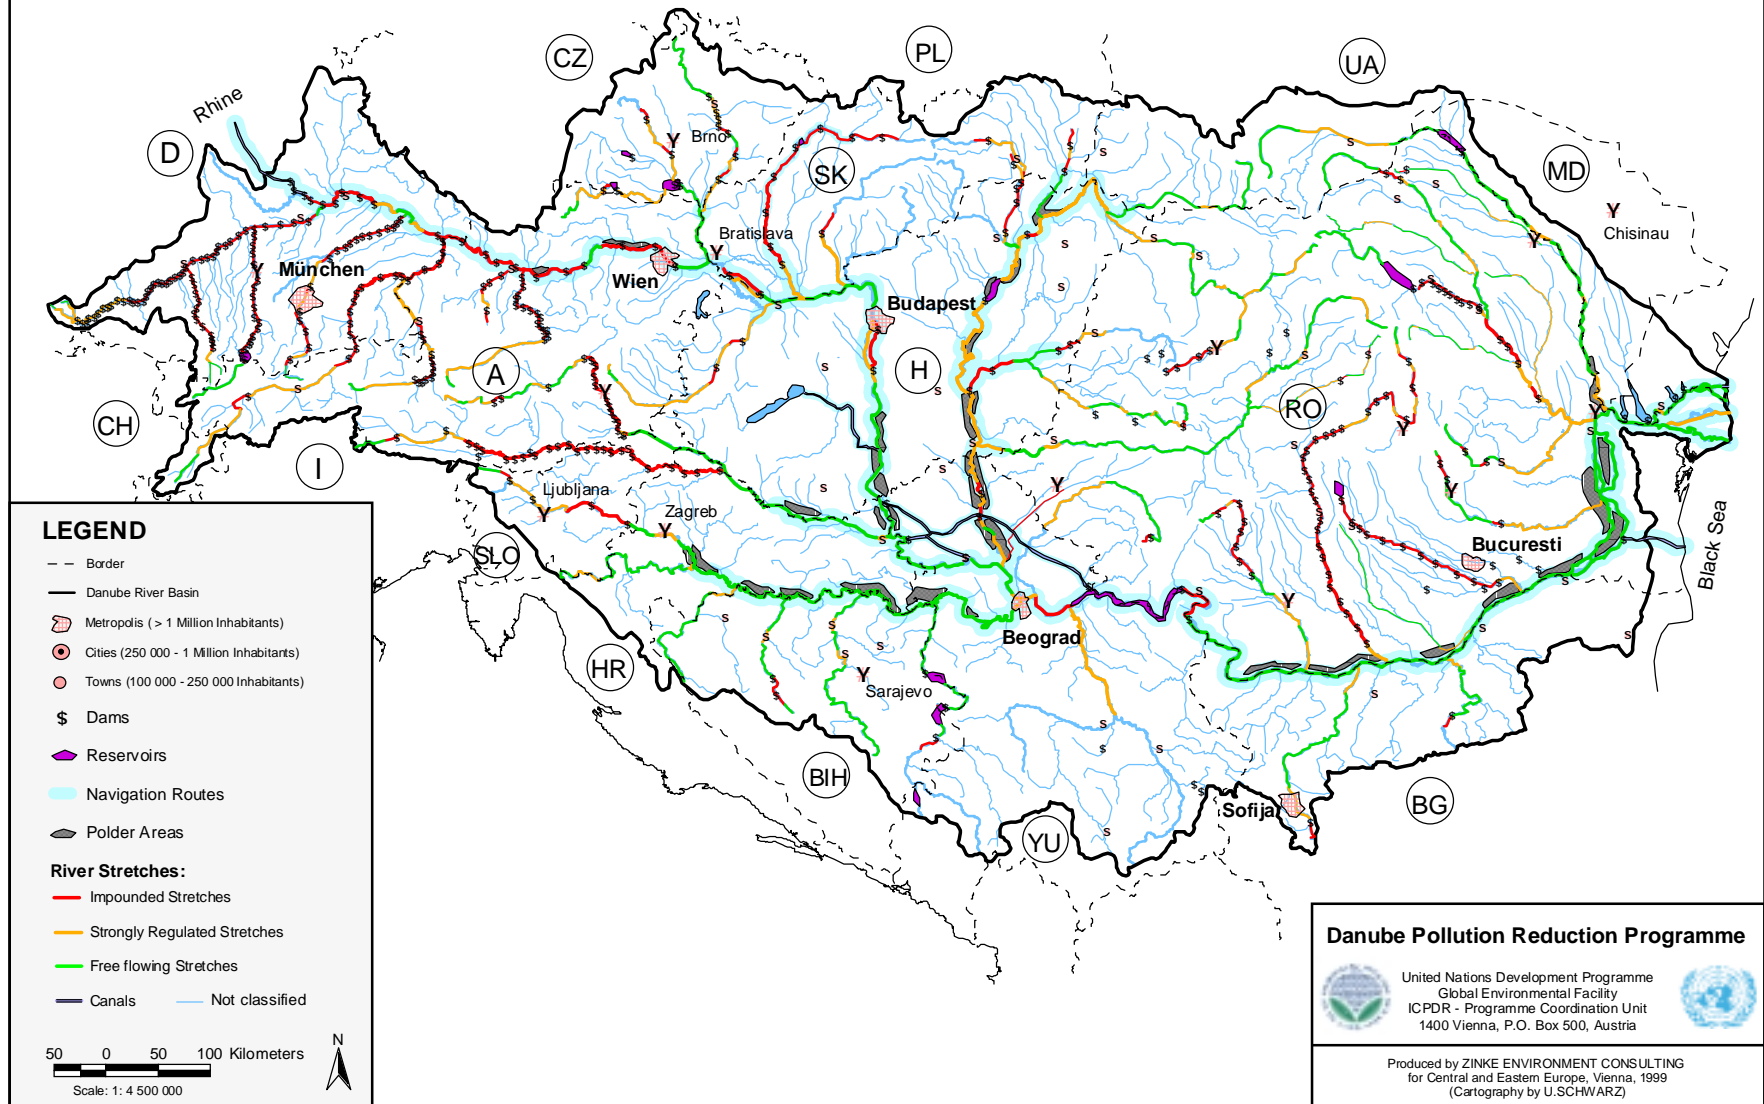 CZ
PL
UA
D
Rhine
Brno
SK
MD
Chisinau
Bratislava
München
Wien
Budapest
A
H
RO
CH
I
Ljubljana
Zagreb
SLO
Bucuresti
Black Sea
Beograd
HR
Sarajevo
BIH
YU
Sofija
BG
LEGEND
Border
Danube River Basin
Metropolis ( > 1 Million Inhabitants)
Cities (250 000 - 1 Million Inhabitants)
Towns (100 000 - 250 000 Inhabitants)
$ Dams
Reservoirs
Navigation Routes
Polder Areas
River Stretches:
Impounded Stretches
Strongly Regulated Stretches
Free flowing Stretches
Canals Not classified
50 0 50 100 Kilometers
N
Scale: 1: 4 500 000
Danube Pollution Reduction Programme
United Nations Development Programme
Global Environmental Facility
ICPDR - Programme Coordination Unit
1400 Vienna, P.O. Box 500, Austria
Produced by ZINKE ENVIRONMENT CONSULTING
for Central and Eastern Europe, Vienna, 1999
(Cartography by U.SCHWARZ)